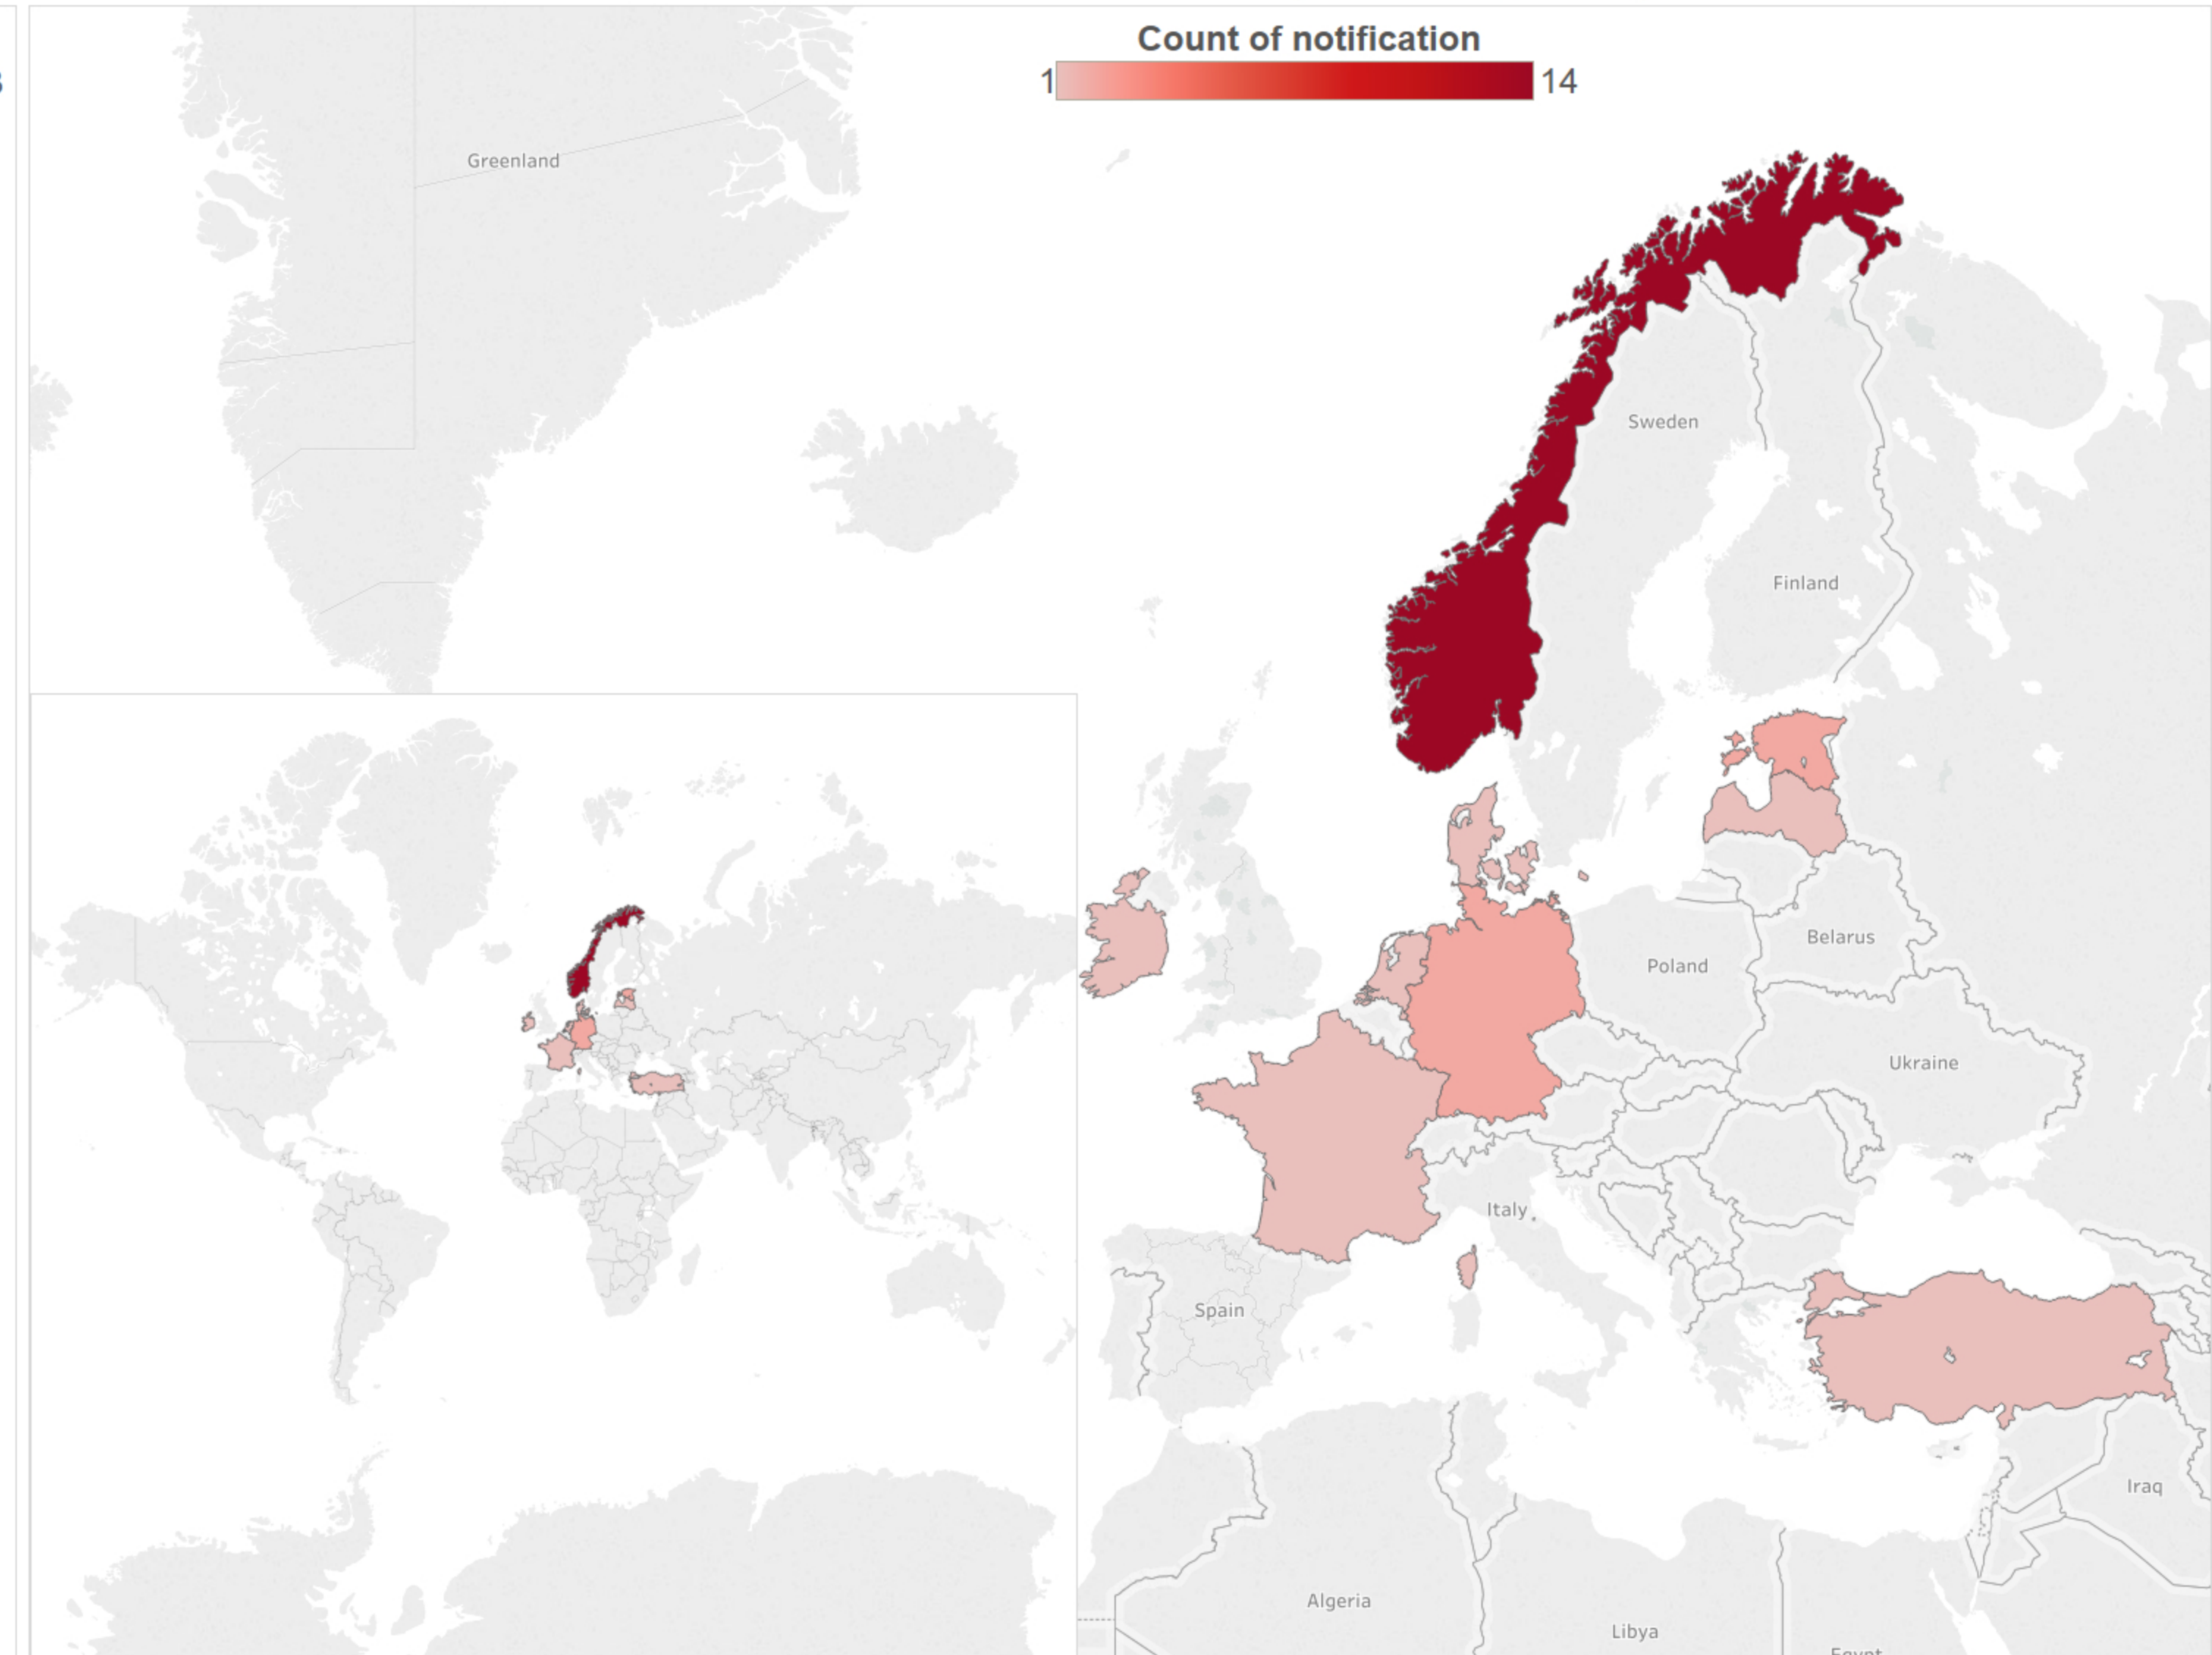 Count of notification
1 14
Greenland
Sweden
Finland
Belarus
Poland
Ukraine
Italy
Spain
Iraq
Algeria
Libya